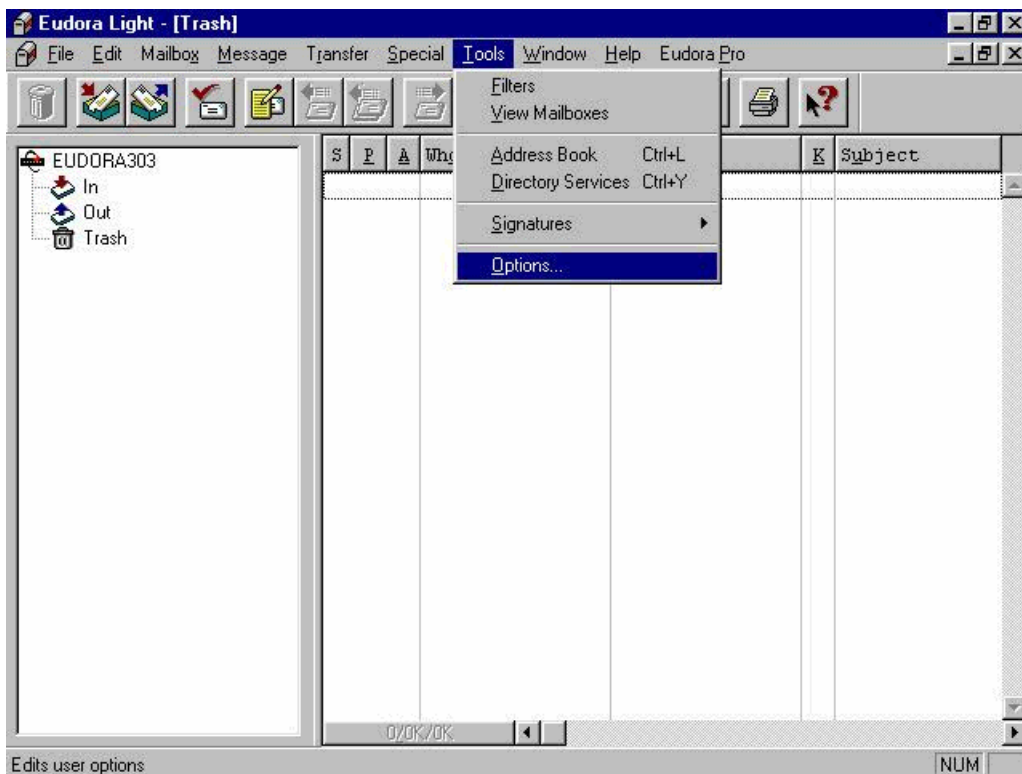 Eudora Light - [Trash]
File Edit Mailbox Message Transfer Special Tools Window Help Eudora Pro
Filters
View Mailboxes
Address Book Ctrl+L
Directory Services Ctrl+Y
Signatures
Options...
EUDORA303
In
Out
Trash
S P A K Subject
0/0K/0K
Edits user options NUM